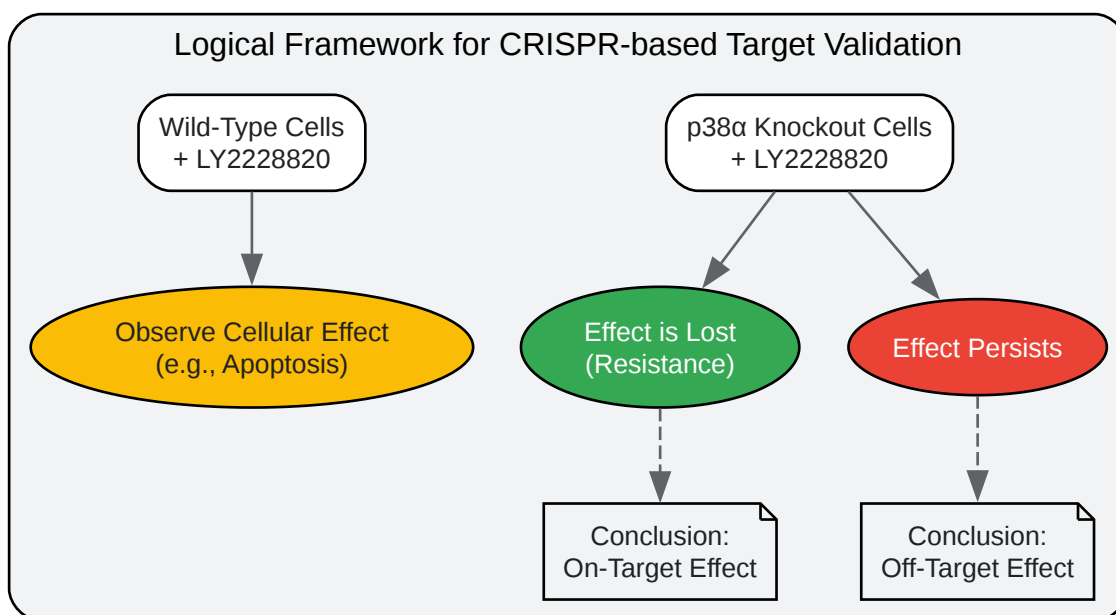 Logical Framework for CRISPR-based Target Validation
Wild-Type Cells
+ LY2228820
p38α Knockout Cells
+ LY2228820
Observe Cellular Effect
(e.g., Apoptosis)
Effect is Lost
(Resistance)
Effect Persists
Conclusion:
On-Target Effect
Conclusion:
Off-Target Effect